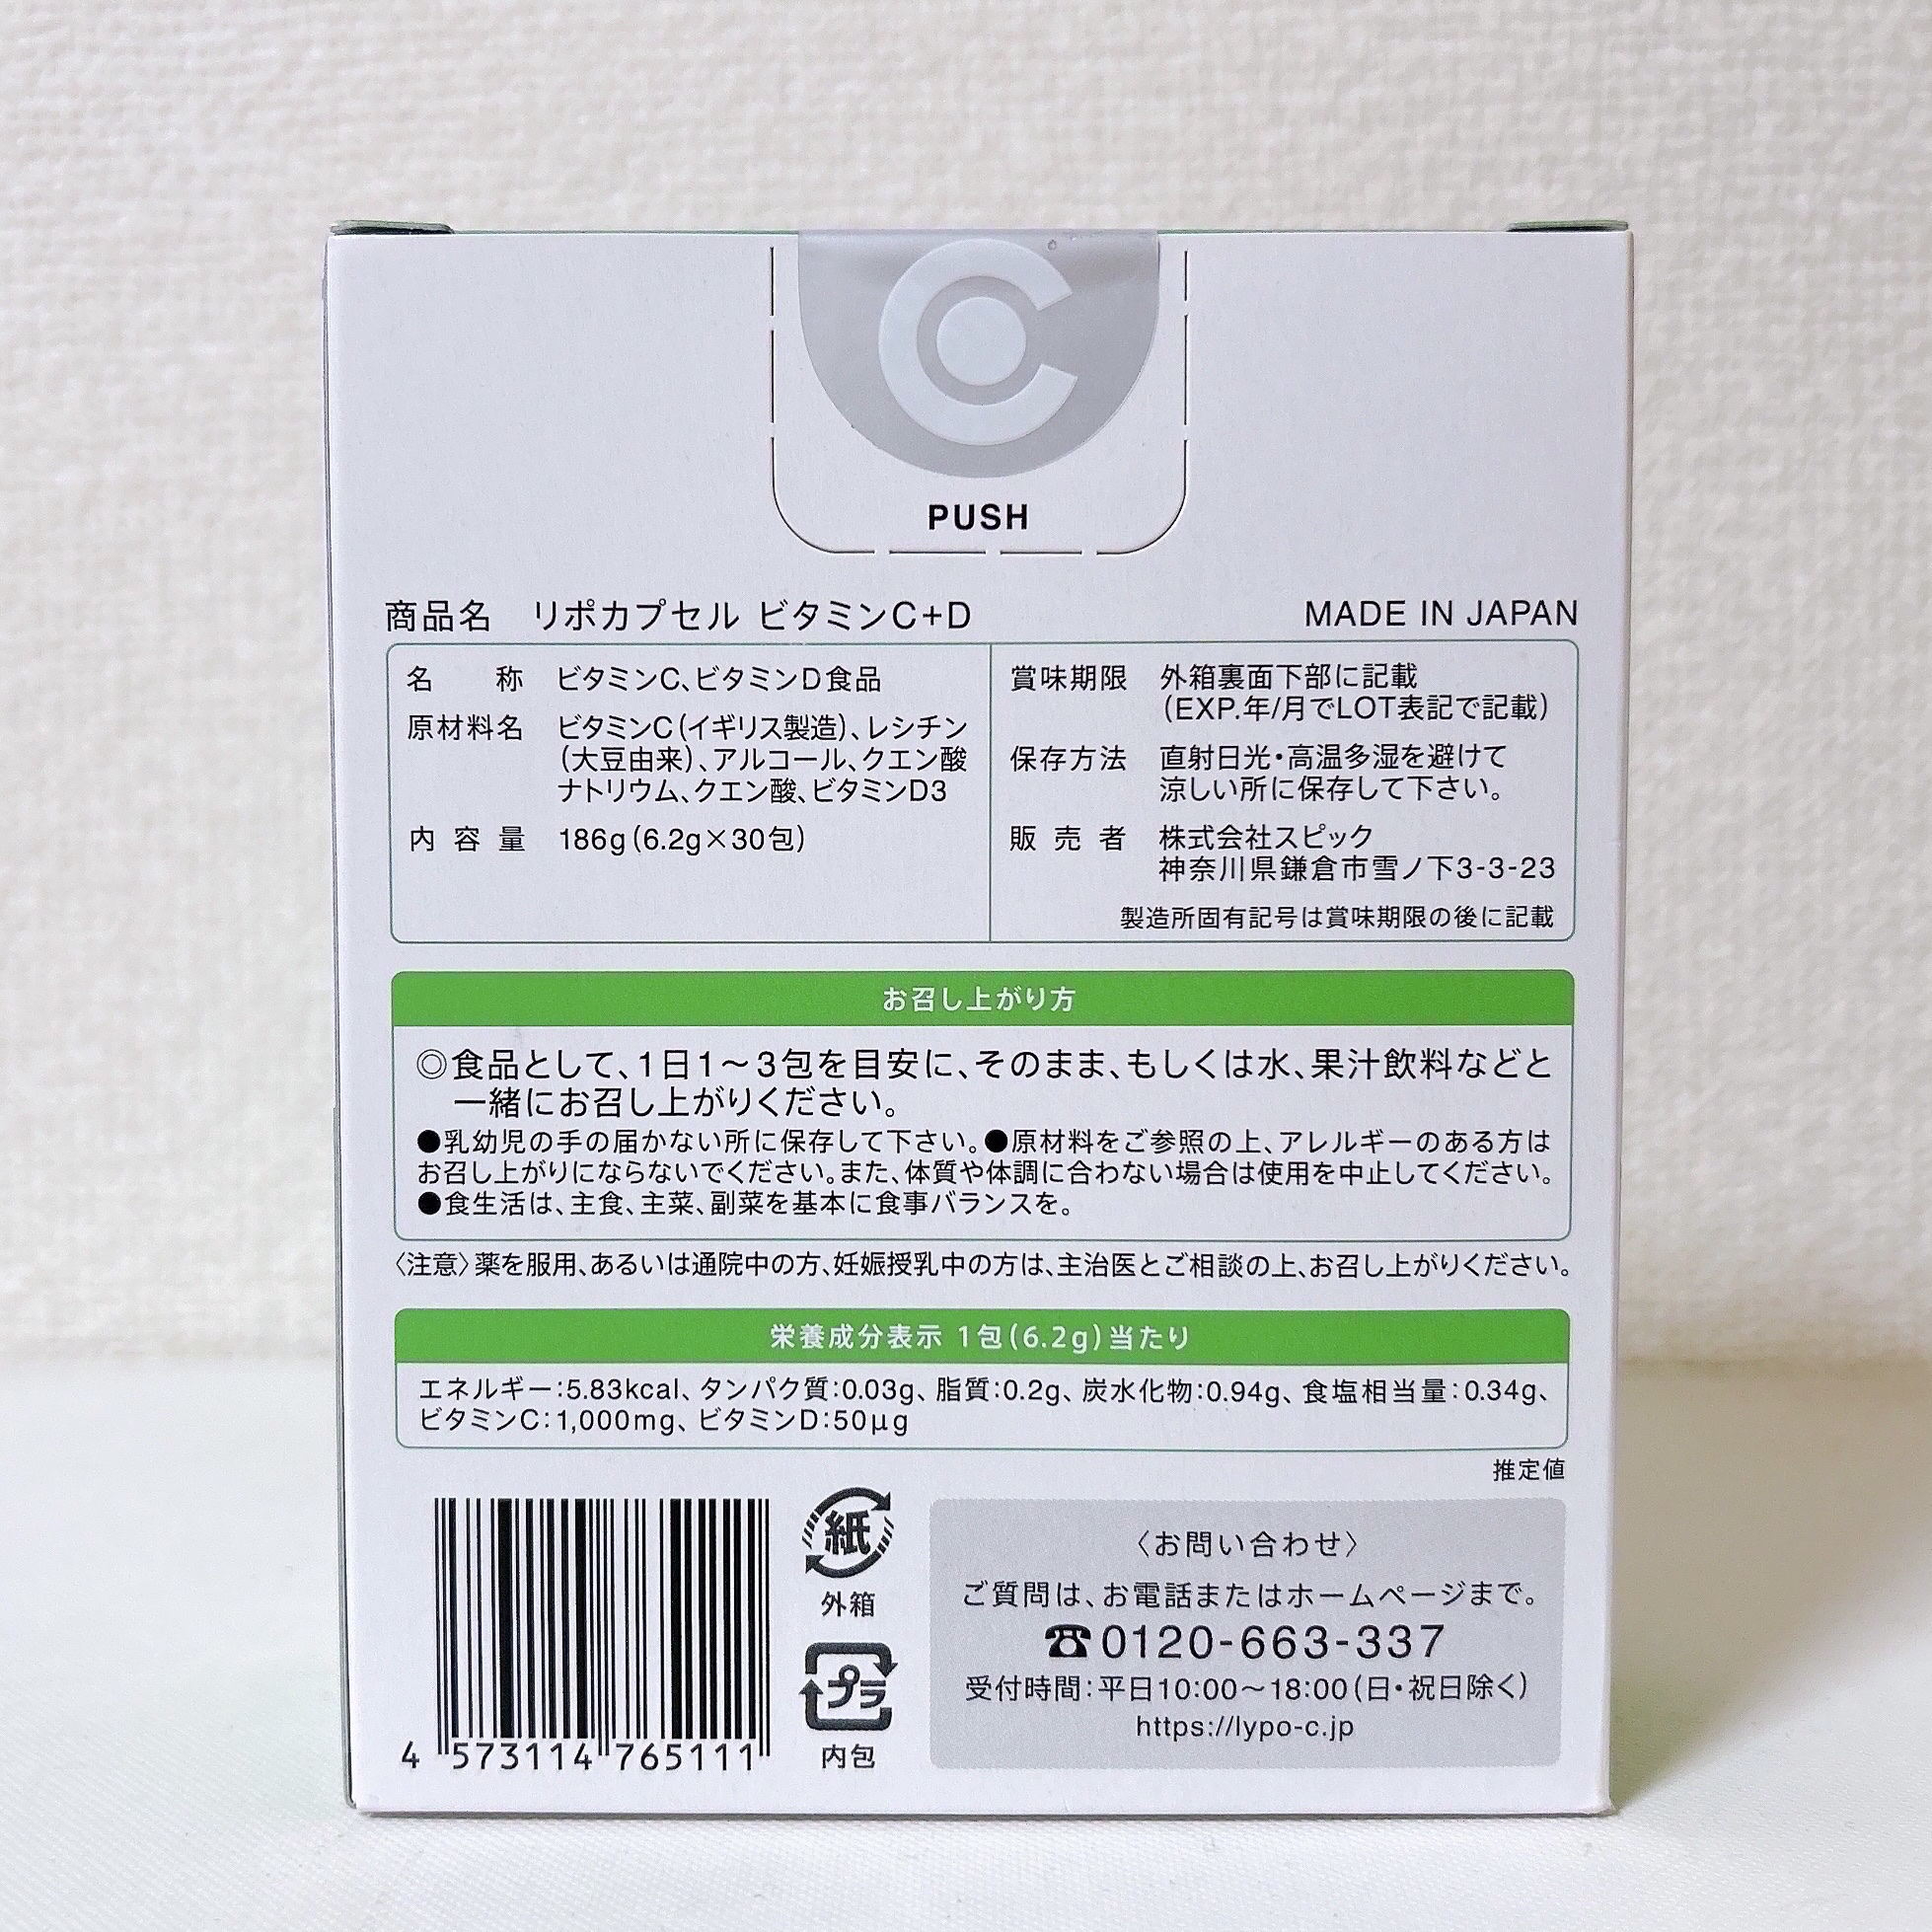 C
PUSH
商品名 リポカプセル ビタミンC+D
MADE IN JAPAN
名称 ビタミンC、ビタミンD食品
原材料名 ビタミンC(イギリス製造)、レシチン
(大豆由来)、アルコール、クエン酸
ナトリウム、クエン酸、ビタミンD3
内容量 186g(6.2g×30包)
賞味期限 外箱裏面下部に記載
(EXP.年/月でLOT表記で記載)
保存方法 直射日光・高温多湿を避けて
涼しい所に保存して下さい。
販売者 株式会社スピック
神奈川県鎌倉市雪ノ下3-3-23
製造所固有記号は賞味期限の後に記載
お召し上がり方
◎食品として、1日1〜3包を目安に、そのまま、もしくは水、果汁飲料などと
一緒にお召し上がりください。
●乳幼児の手の届かない所に保存して下さい。●原材料をご参照の上、アレルギーのある方は
お召し上がりにならないでください。また、体質や体調に合わない場合は使用を中止してください。
●食生活は、主食、主菜、副菜を基本に食事バランスを。
〈注意〉薬を服用、あるいは通院中の方、妊娠授乳中の方は、主治医とご相談の上、お召し上がりください。
栄養成分表示 1包(6.2g)当たり
エネルギー:5.83kcal、タンパク質:0.03g、脂質:0.2g、炭水化物:0.94g、食塩相当量:0.34g、
ビタミンC:1,000mg、ビタミンD:50μg
推定値
4 573114 765111
紙
外箱
プラ
内包
〈お問い合わせ〉
ご質問は、お電話またはホームページまで。
☎0120-663-337
受付時間:平日10:00〜18:00(日・祝日除く)
https://lypo-c.jp